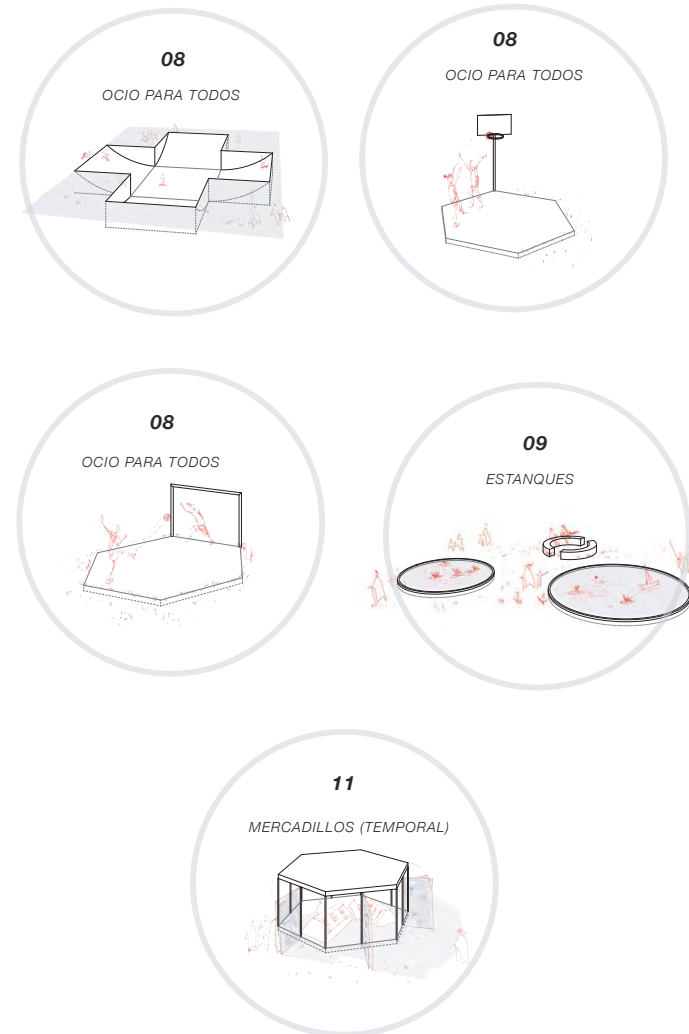 08
OCIO PARA TODOS
08
OCIO PARA TODOS
08
OCIO PARA TODOS
09
ESTANQUES
11
MERCADILLOS (TEMPORAL)